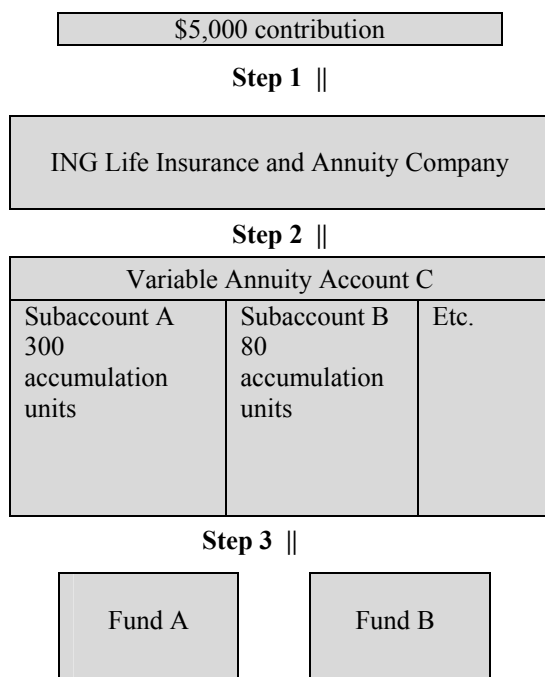 $5,000 contribution
Step 1 ||
ING Life Insurance and Annuity Company
Step 2 ||
Variable Annuity Account C
Subaccount A
300
accumulation
units
Subaccount B
80
accumulation
units
Etc.
Step 3 ||
Fund A
Fund B